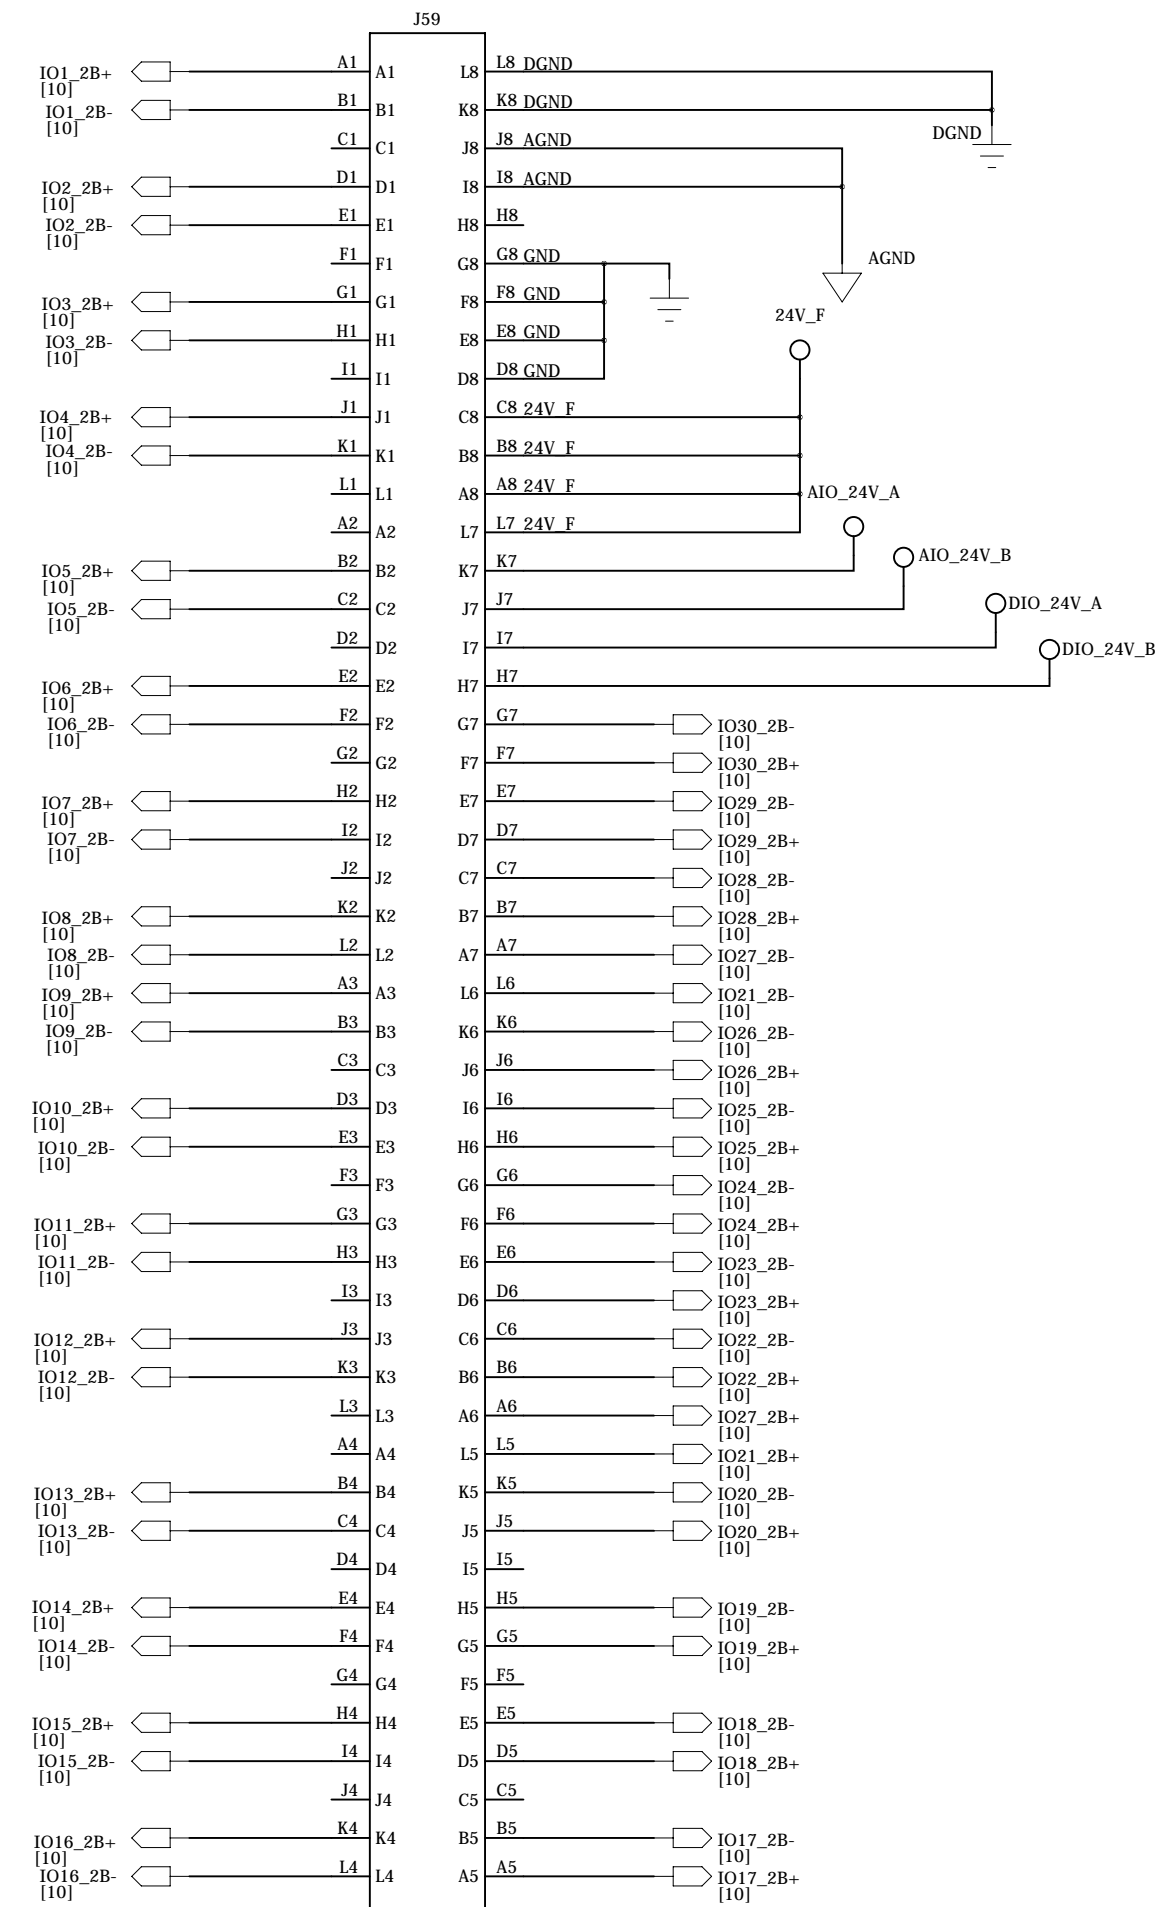 J59
IO1_2B+ A1 A1 L8 L8 DGND
[10]
IO1_2B- B1 B1 K8 K8 DGND
[10]
DGND
C1 C1 J8 J8 AGND
IO2_2B+ D1 D1 I8 I8 AGND
[10]
IO2_2B- E1 E1 H8 H8
[10]
F1 F1 G8 G8 GND
AGND
IO3_2B+ G1 G1 F8 F8 GND
[10]
24V_F
IO3_2B- H1 H1 E8 E8 GND
[10]
I1 I1 D8 D8 GND
IO4_2B+ J1 J1 C8 C8 24V_F
[10]
IO4_2B- K1 K1 B8 B8 24V_F
[10]
L1 L1 A8 A8 24V_F
AIO_24V_A
A2 A2 L7 L7 24V_F
IO5_2B+ B2 B2 K7 K7
[10]
AIO_24V_B
IO5_2B- C2 C2 J7 J7
[10]
DIO_24V_A
D2 D2 I7 I7
DIO_24V_B
IO6_2B+ E2 E2 H7 H7
[10]
IO6_2B- F2 F2 G7 G7 IO30_2B-
[10] [10]
G2 G2 F7 F7 IO30_2B+
[10]
IO7_2B+ H2 H2 E7 E7 IO29_2B-
[10] [10]
IO7_2B- I2 I2 D7 D7 IO29_2B+
[10] [10]
J2 J2 C7 C7 IO28_2B-
[10]
IO8_2B+ K2 K2 B7 B7 IO28_2B+
[10] [10]
IO8_2B- L2 L2 A7 A7 IO27_2B-
[10] [10]
IO9_2B+ A3 A3 L6 L6 IO21_2B-
[10] [10]
IO9_2B- B3 B3 K6 K6 IO26_2B-
[10] [10]
C3 C3 J6 J6 IO26_2B+
[10]
IO10_2B+ D3 D3 I6 I6 IO25_2B-
[10] [10]
IO10_2B- E3 E3 H6 H6 IO25_2B+
[10] [10]
F3 F3 G6 G6 IO24_2B-
[10]
IO11_2B+ G3 G3 F6 F6 IO24_2B+
[10] [10]
IO11_2B- H3 H3 E6 E6 IO23_2B-
[10] [10]
I3 I3 D6 D6 IO23_2B+
[10]
IO12_2B+ J3 J3 C6 C6 IO22_2B-
[10] [10]
IO12_2B- K3 K3 B6 B6 IO22_2B+
[10] [10]
L3 L3 A6 A6 IO27_2B+
[10]
A4 A4 L5 L5 IO21_2B+
[10]
IO13_2B+ B4 B4 K5 K5 IO20_2B-
[10] [10]
IO13_2B- C4 C4 J5 J5 IO20_2B+
[10] [10]
D4 D4 I5 I5
IO14_2B+ E4 E4 H5 H5 IO19_2B-
[10] [10]
IO14_2B- F4 F4 G5 G5 IO19_2B+
[10] [10]
G4 G4 F5 F5
IO15_2B+ H4 H4 E5 E5 IO18_2B-
[10] [10]
IO15_2B- I4 I4 D5 D5 IO18_2B+
[10] [10]
J4 J4 C5 C5
IO16_2B+ K4 K4 B5 B5 IO17_2B-
[10] [10]
IO16_2B- L4 L4 A5 A5 IO17_2B+
[10] [10]